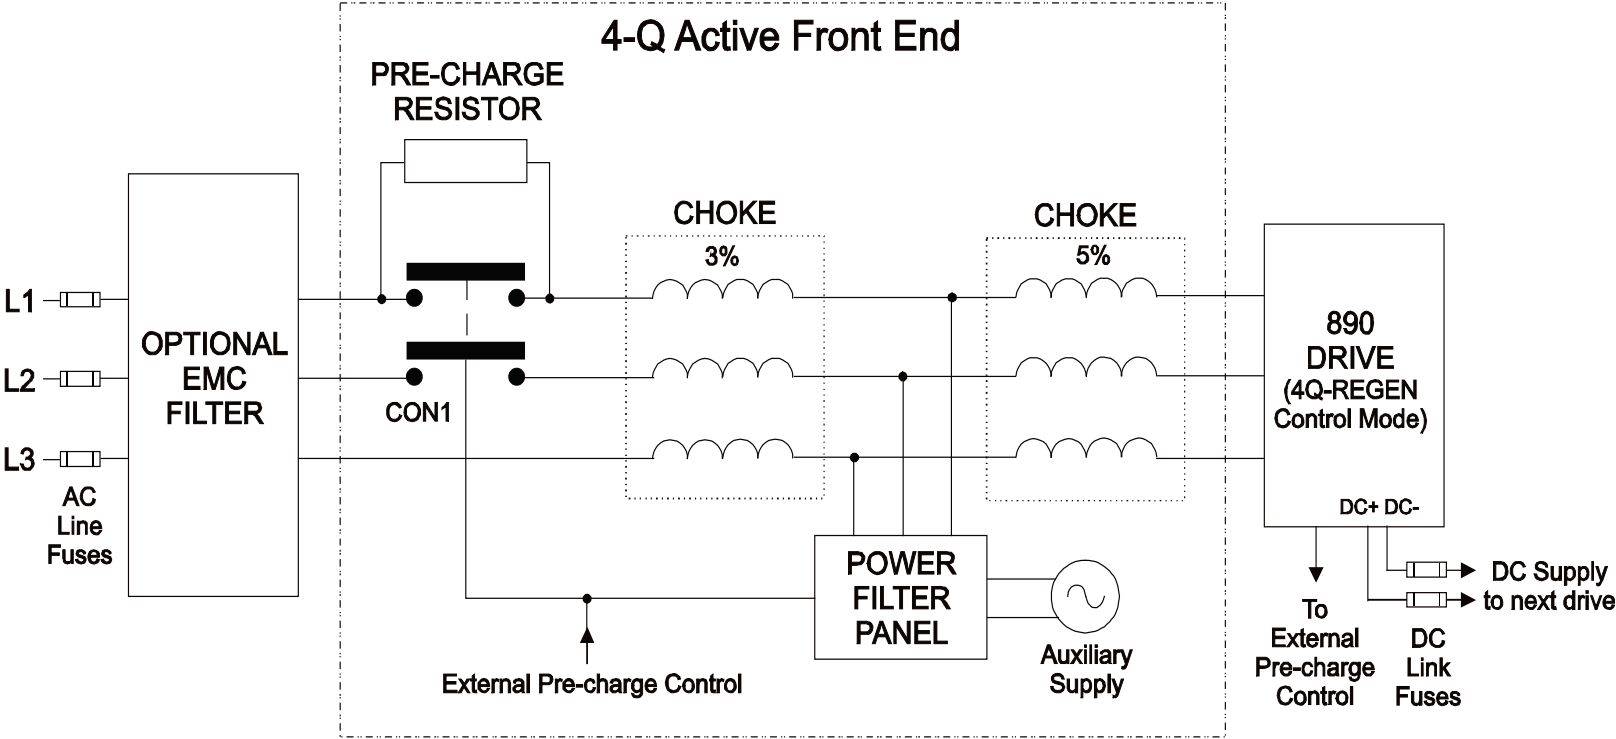 4-Q Active Front End
PRE-CHARGE
RESISTOR
CHOKE
3%
CHOKE
5%
L1
L2
L3
AC
Line
Fuses
OPTIONAL
EMC
FILTER
CON1
890
DRIVE
(4Q-REGEN
Control Mode)
DC+ DC-
POWER
FILTER
PANEL
Auxiliary
Supply
External Pre-charge Control
To
External
Pre-charge
Control
DC Supply
to next drive
DC
Link
Fuses